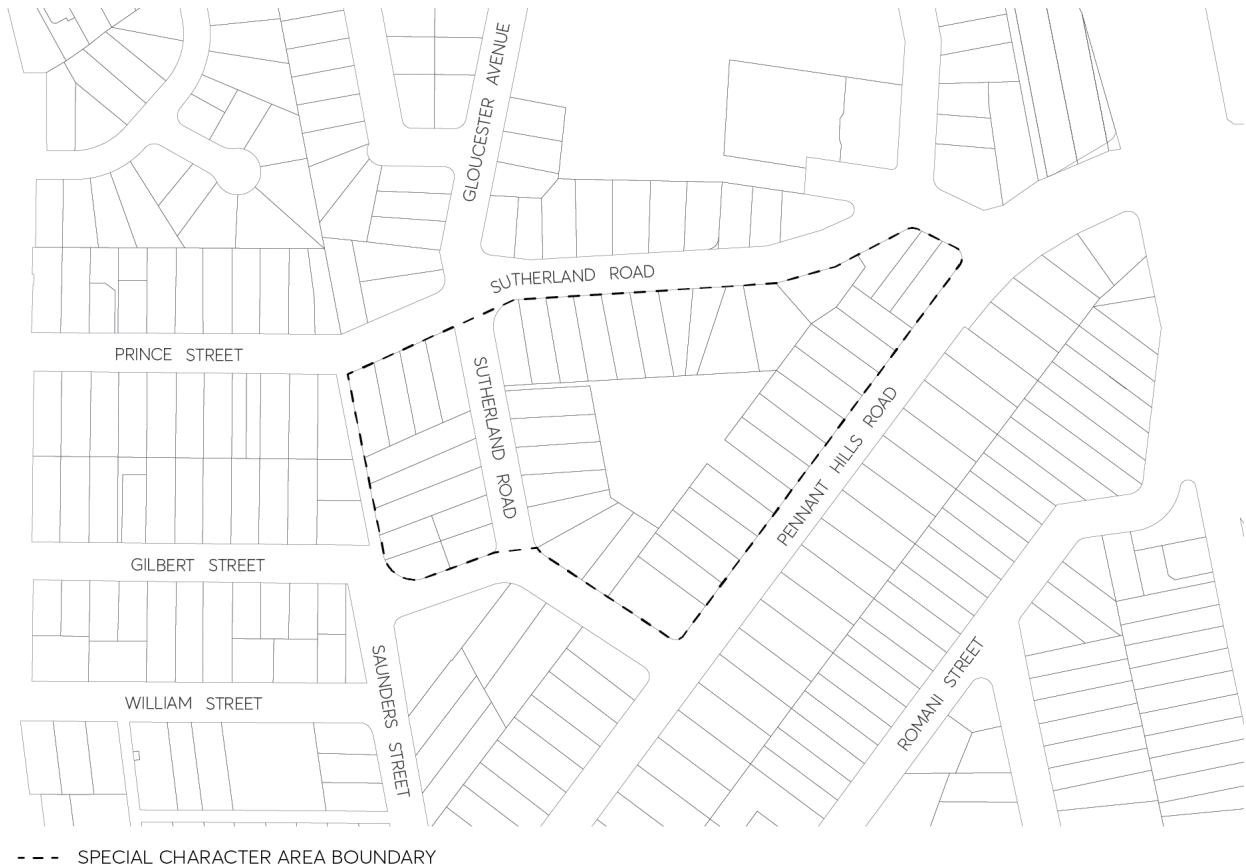 GLOUCESTER AVENUE
SUTHERLAND ROAD
PRINCE STREET
SUTHERLAND ROAD
PENNANT HILLS ROAD
GILBERT STREET
ROMANI STREET
SAUNDERS STREET
WILLIAM STREET
SPECIAL CHARACTER AREA BOUNDARY